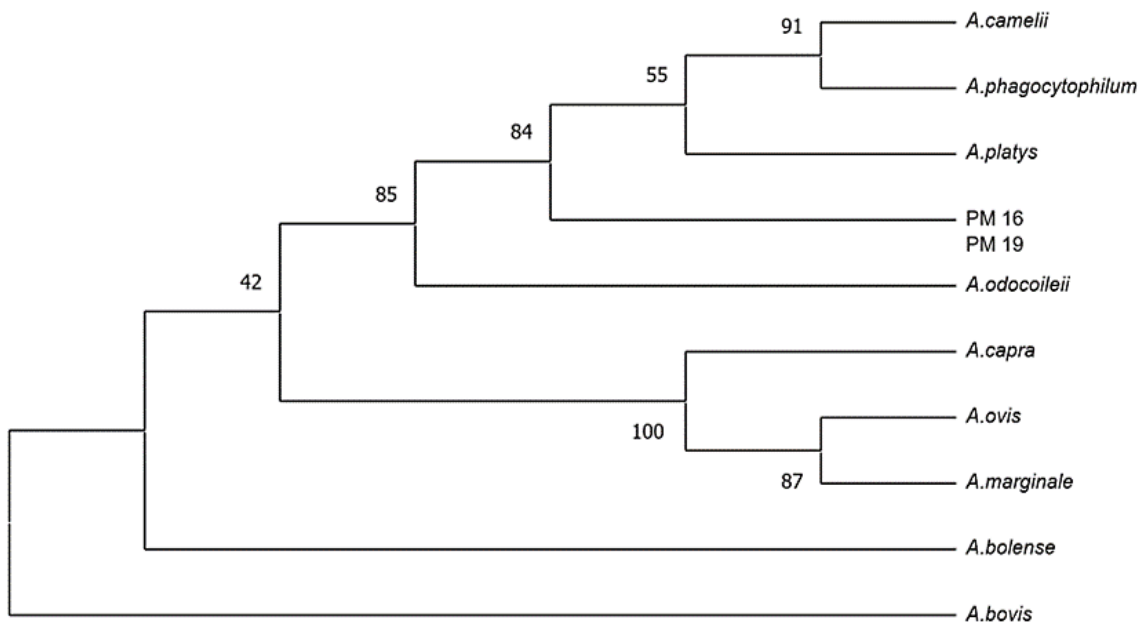 A.camelii
91
A.phagocytophilum
55
A.platys
84
PM 16
PM 19
85
A.odocoileii
42
A.capra
A.ovis
100
A.marginale
87
A.bolense
A.bovis